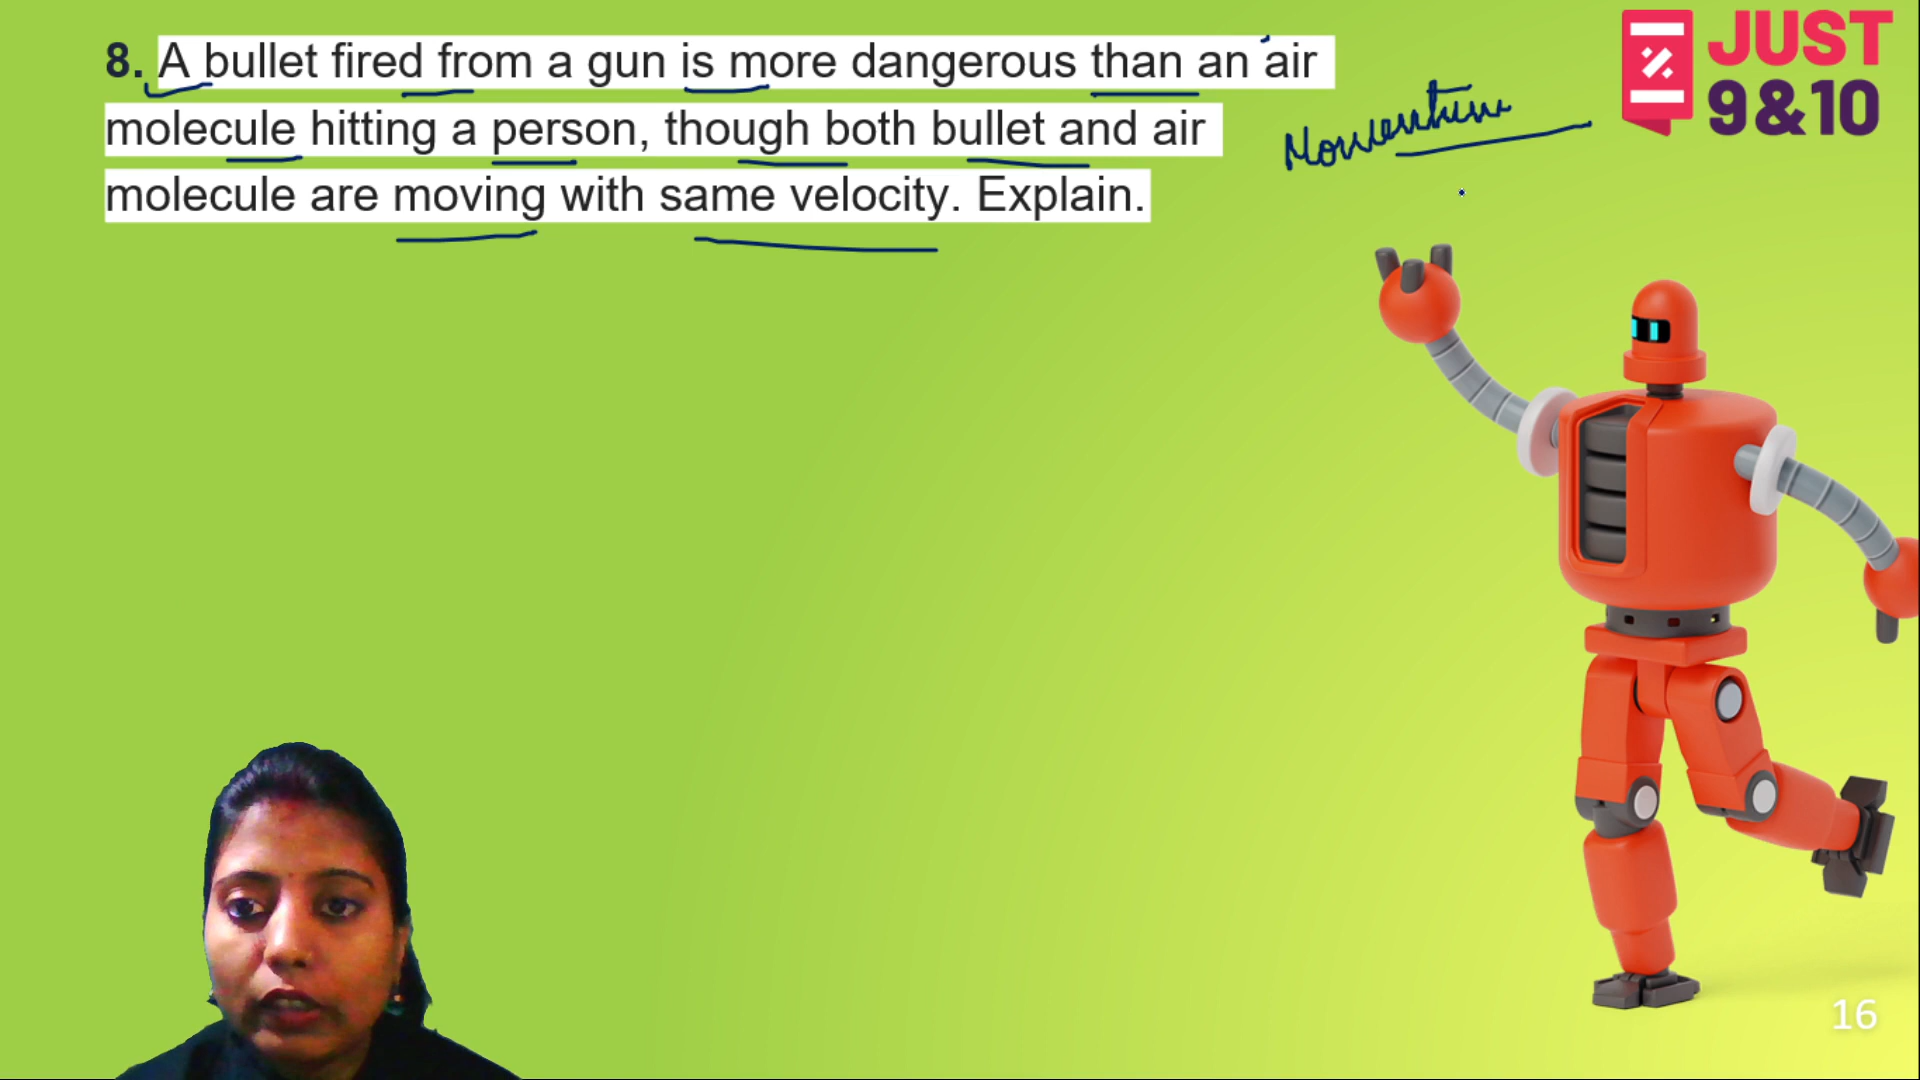 8. A bullet fired from a gun is more dangerous than an air
molecule hitting a person, though both bullet and air
molecule are moving with same velocity. Explain.
Momentum
JUST
9&10
16